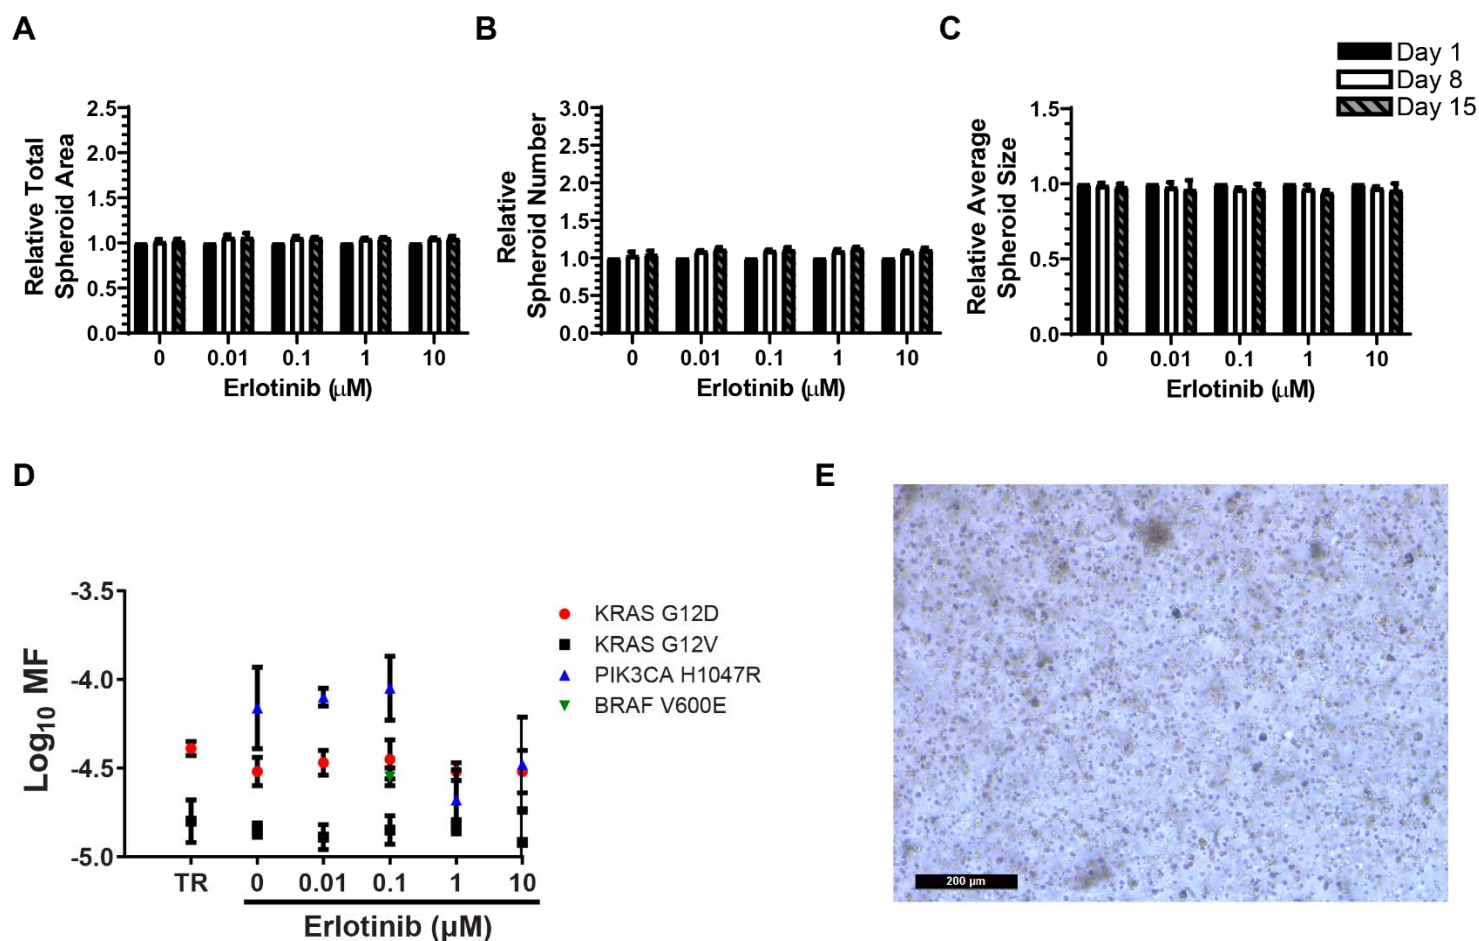 A
B
C
Day 1
Day 8
Day 15
Relative Total
Spheroid Area
2.5
2.0
1.5
1.0
0.5
0.0
0
0.01
0.1
1
10
Erlotinib (μM)
Relative
Spheroid Number
3.0
2.5
2.0
1.5
1.0
0.5
0.0
0
0.01
0.1
1
10
Erlotinib (μM)
Relative Average
Spheroid Size
1.5
1.0
0.5
0.0
0
0.01
0.1
1
10
Erlotinib (μM)
D
Log10 MF
-3.5
-4.0
-4.5
-5.0
TR
0
0.01
0.1
1
10
Erlotinib (μM)
KRAS G12D
KRAS G12V
PIK3CA H1047R
BRAF V600E
E
200 μm